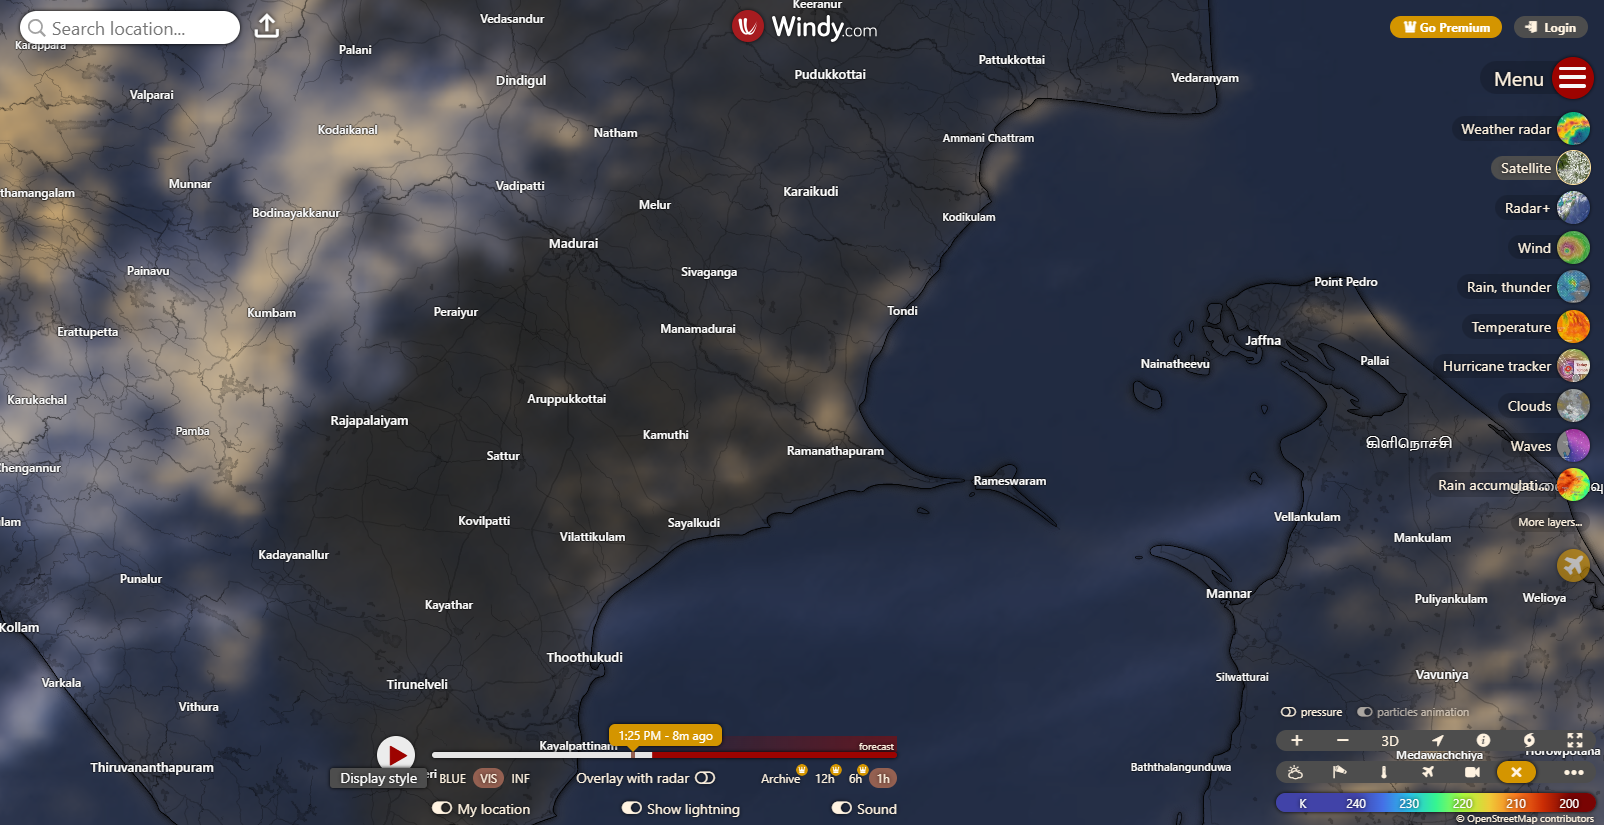 Search location...
Windy.com
Go Premium
Login
Menu
Weather radar
Satellite
Radar+
Wind
Rain, thunder
Temperature
Hurricane tracker
Clouds
Waves
Rain accumulati...
More layers...
Keeranur
Vedasandur
Karappara
Palani
Pattukkottai
Pudukkottai
Vedaranyam
Dindigul
Valparai
Kodaikanal
Natham
Ammani Chattram
Munnar
Vadipatti
Karaikudi
thamangalam
Melur
Bodinayakkanur
Kodikulam
Madurai
Painavu
Sivaganga
Point Pedro
Kumbam
Peraiyur
Tondi
Erattupetta
Manamadurai
Jaffna
Nainatheevu
Pallai
Karukachal
Aruppukkottai
Rajapalaiyam
Pamba
Kamuthi
கிளிநொச்சி
Ramanathapuram
Sattur
Chengannur
Rameswaram
Kovilpatti
Sayalkudi
Vellankulam
lam
Vilattikulam
Mankulam
Kadayanallur
Punalur
Mannar
Puliyankulam
Welioya
Kayathar
Kollam
Thoothukudi
Vavuniya
Silwatturai
Varkala
Tirunelveli
Vithura
pressure
particles animation
1:25 PM - 8m ago
Kayalpattinam
forecast
3D
Medawachchiya
Horowpotana
Thiruvananthapuram
Baththalangunduwa
Display style
eri
BLUE
VIS
INF
Overlay with radar
Archive
12h
6h
1h
My location
Show lightning
Sound
K 240 230 220 210 200
© OpenStreetMap contributors